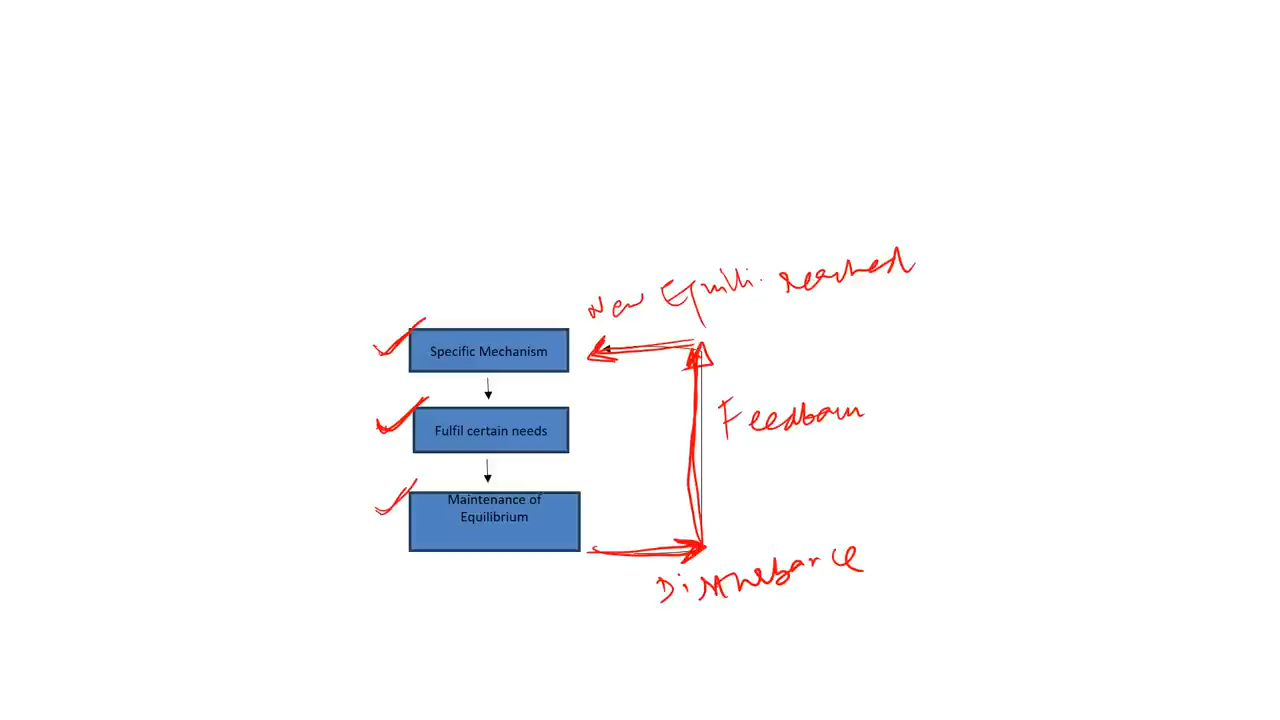 New Equili. reached
Specific Mechanism
Feedback
Fulfil certain needs
Maintenance of
Equilibrium
Disturbance